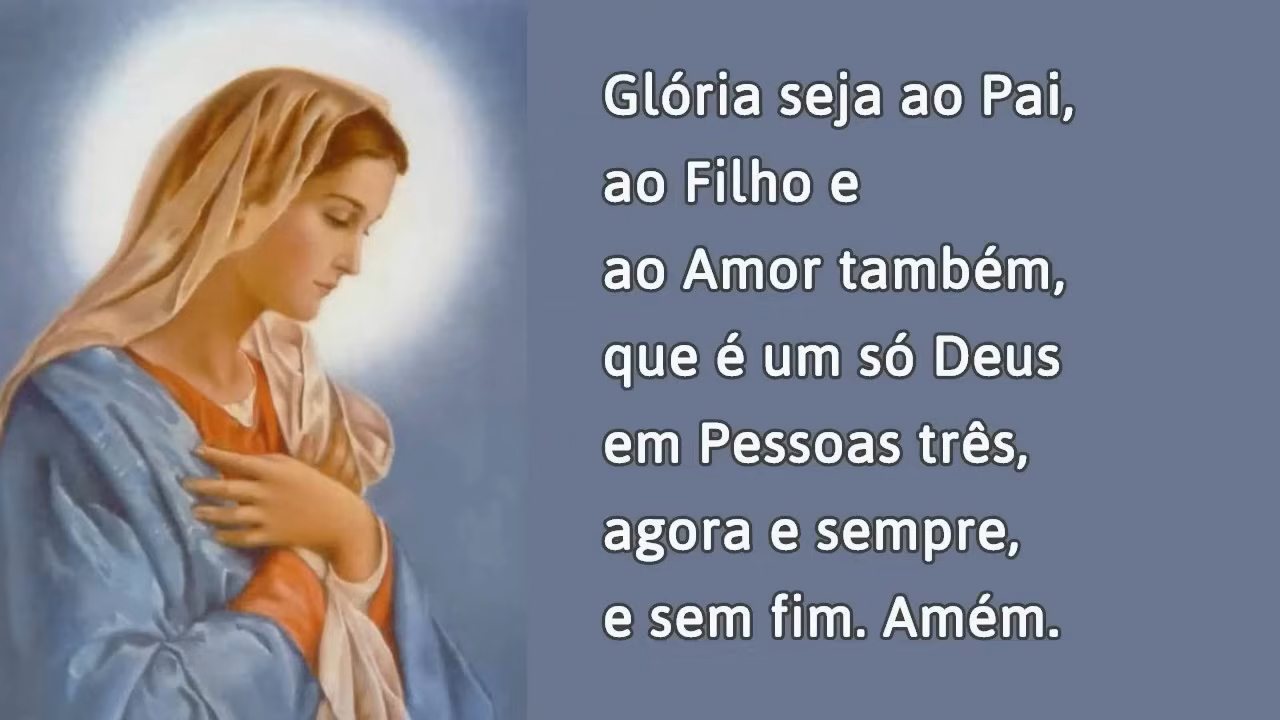 Glória seja ao Pai,
ao Filho e
ao Amor também,
que é um só Deus
em Pessoas três,
agora e sempre,
e sem fim. Amém.